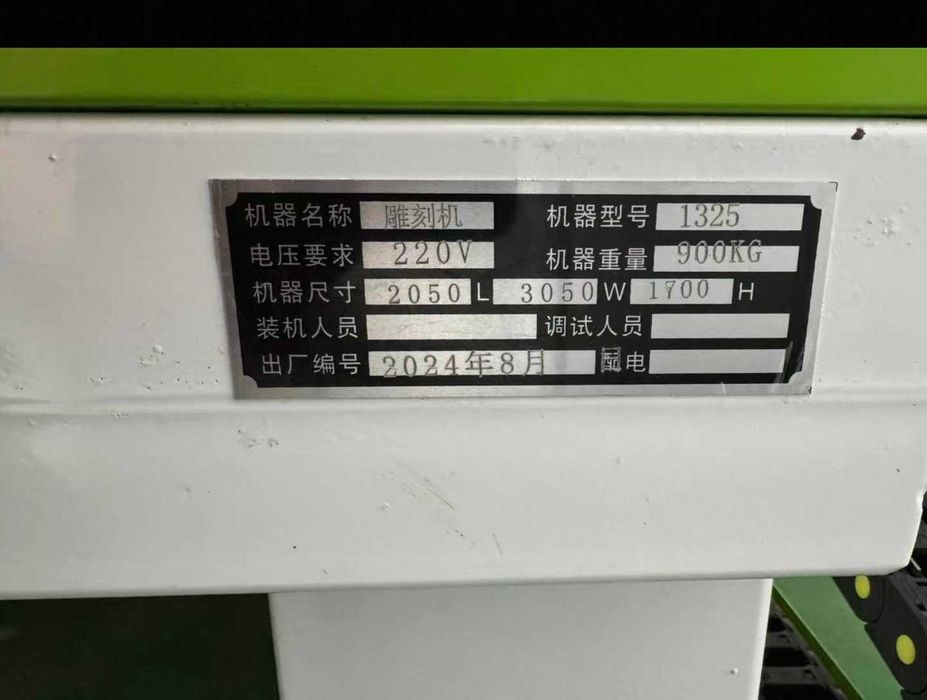 机器名称 雕刻机 机器型号 1325
电压要求 220V 机器重量 900KG
机器尺寸 2050 L 3050 W 1700 H
装机人员 调试人员
出厂编号 2024年8月 配电